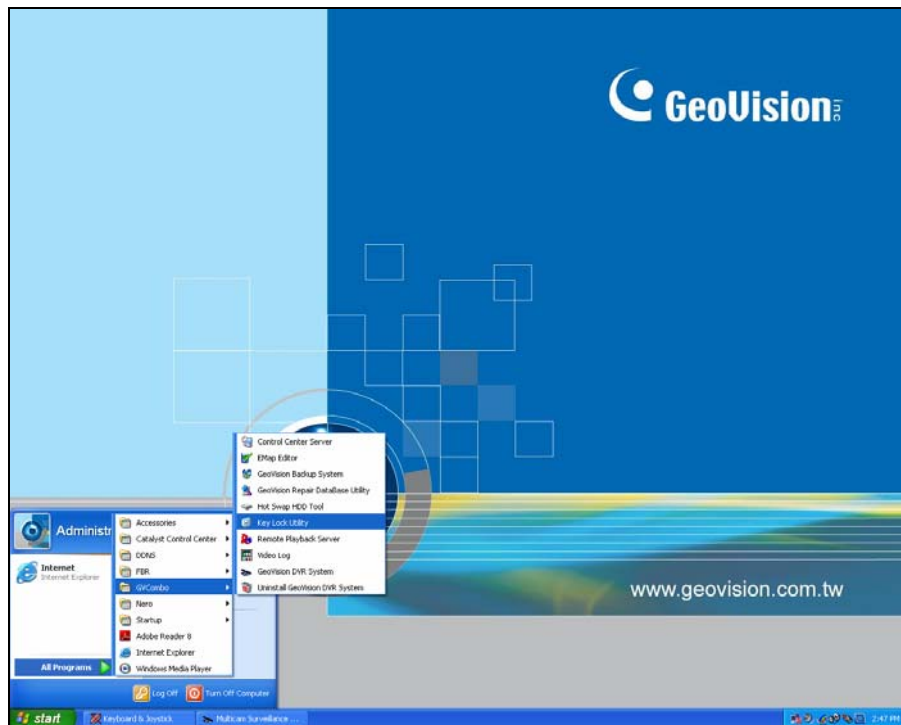 GeoVision inc
Control Center Server
EMap Editor
GeoVision Backup System
GeoVision Repair DataBase Utility
Hot Swap HDD Tool
Key Lock Utility
Remote Playback Server
Video Log
GeoVision DVR System
Uninstall GeoVision DVR System
Administr
Internet
Internet Explorer
Accessories
Catalyst Control Center
DDNS
FBR
GVCombo
Nero
Startup
Adobe Reader 8
Internet Explorer
Windows Media Player
All Programs
Log Off
Turn Off Computer
www.geovision.com.tw
start
Keyboard & Joystick
Multicam Surveillance ...
2:47 PM